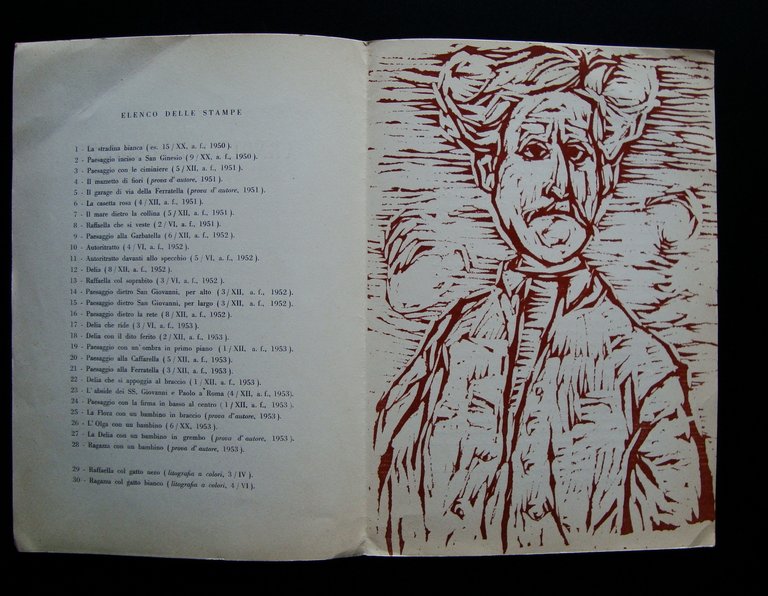 ELENCO DELLE STAMPE
1 - La stradina bianca (es. 15/XX, a. f., 1950)
2 - Paesaggio inciso a San Ginesio (9/XX, a. f., 1950).
3 - Paesaggio con le ciminiere (5/XII, a. f., 1951)
4 - Il mazzetto di fiori (prova d'autore, 1951).
5 - Il garage di via della Ferratella (prova d'autore, 1951).
6 - La casetta rosa (4/XII, a. f., 1951)
7 - Il mare dietro la collina (5/XII, a. f., 1951)
8 - Raffaella che si veste (2/VI, a. f., 1951).
9 - Paesaggio alla Garbatella (6/XII, a. f., 1952)
10 - Autoritratto (4/VI, a. f., 1952).
11 - Autoritratto davanti allo specchio (5/VI, a. f., 1952)
12 - Delia (8/XII, a. f., 1952).
13 - Raffaella col soprabito (3/VI, a. f., 1952).
14 - Paesaggio dietro San Giovanni, per alto (3/XII, a. f., 1952)
15 - Paesaggio dietro San Giovanni, per largo (3/XII, a. f., 1952).
16 - Paesaggio dietro la rete (8/XII, a. f., 1952)
17 - Delia che ride (3/VI, a. f., 1953)
18 - Delia con il dito ferito (2/XII, a. f., 1953)
19 - Paesaggio con un'ombra in primo piano (1/XII, a. f., 1953)
20 - Paesaggio alla Caffarella (5/XII, a. f., 1953).
21 - Paesaggio alla Ferratella (3/XII, a. f., 1953).
22 - Delia che si appoggia al braccio (1/XII, a. f., 1953).
23 - L'abside dei SS. Giovanni e Paolo a Roma (4/XII, a. f., 1953).
24 - Paesaggio con la firma in basso al centro (1/XII, a. f., 1953).
25 - La Flora con un bambino in braccio (prova d'autore, 1953).
26 - L'Olga con un bambino (6/XX, 1953).
27 - La Delia con un bambino in grembo (prova d'autore, 1953).
28 - Raganà con un bambino (prova d'autore, 1953).
29 - Raffaella col gatto nero (litografia a colori, 3/IV).
30 - Raganà col gatto bianco (litografia a colori, 4/VI).